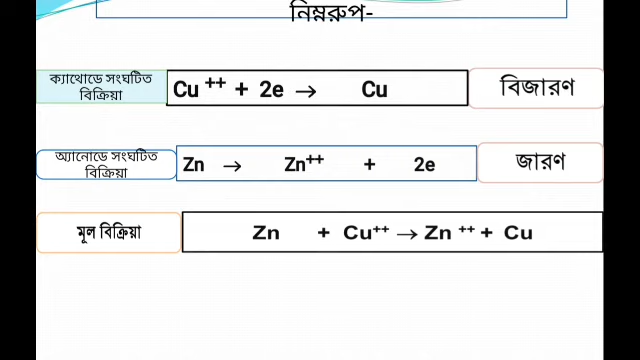 নিম্নরুপ-
ক্যাথোডে সংঘটিত
বিক্রিয়া
Cu ++ + 2e → Cu
বিজারণ
অ্যানোডে সংঘটিত
বিক্রিয়া
Zn → Zn++ + 2e
জারণ
মূল বিক্রিয়া
Zn + Cu++ → Zn ++ + Cu